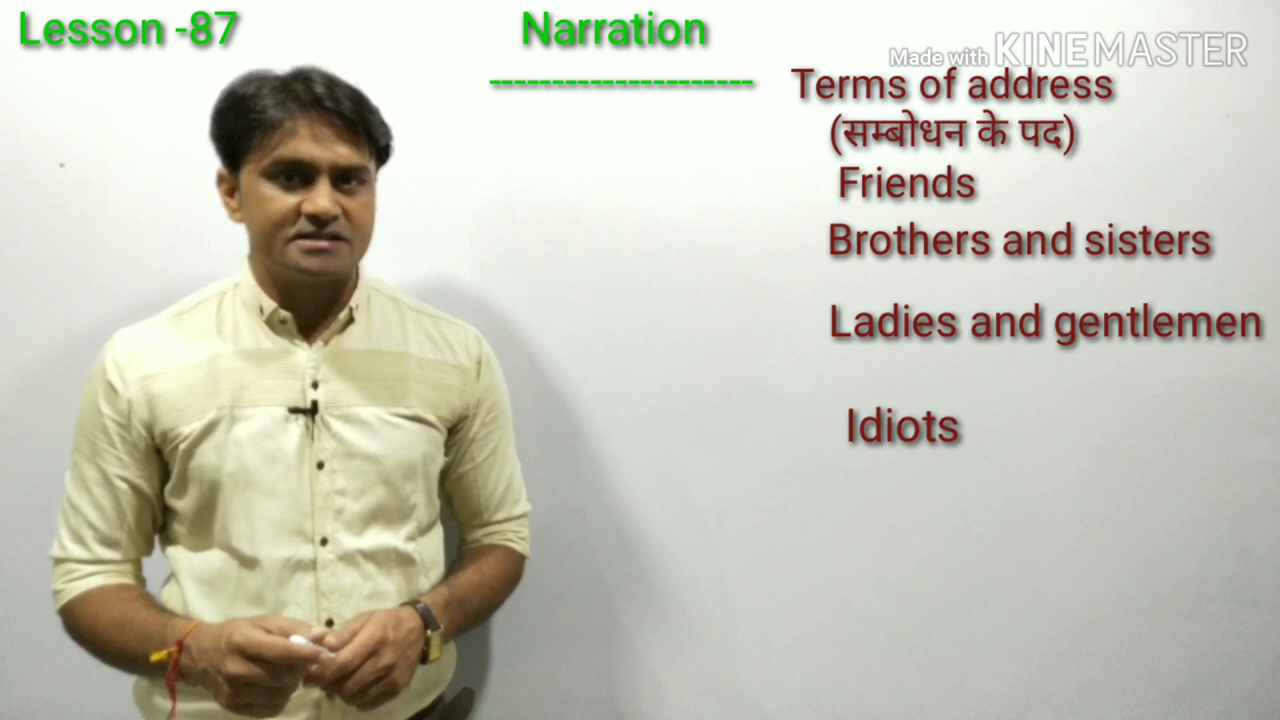 Lesson -87
Narration
---------------------
Made with KINEMASTER
Terms of address
(सम्बोधन के पद)
Friends
Brothers and sisters
Ladies and gentlemen
Idiots